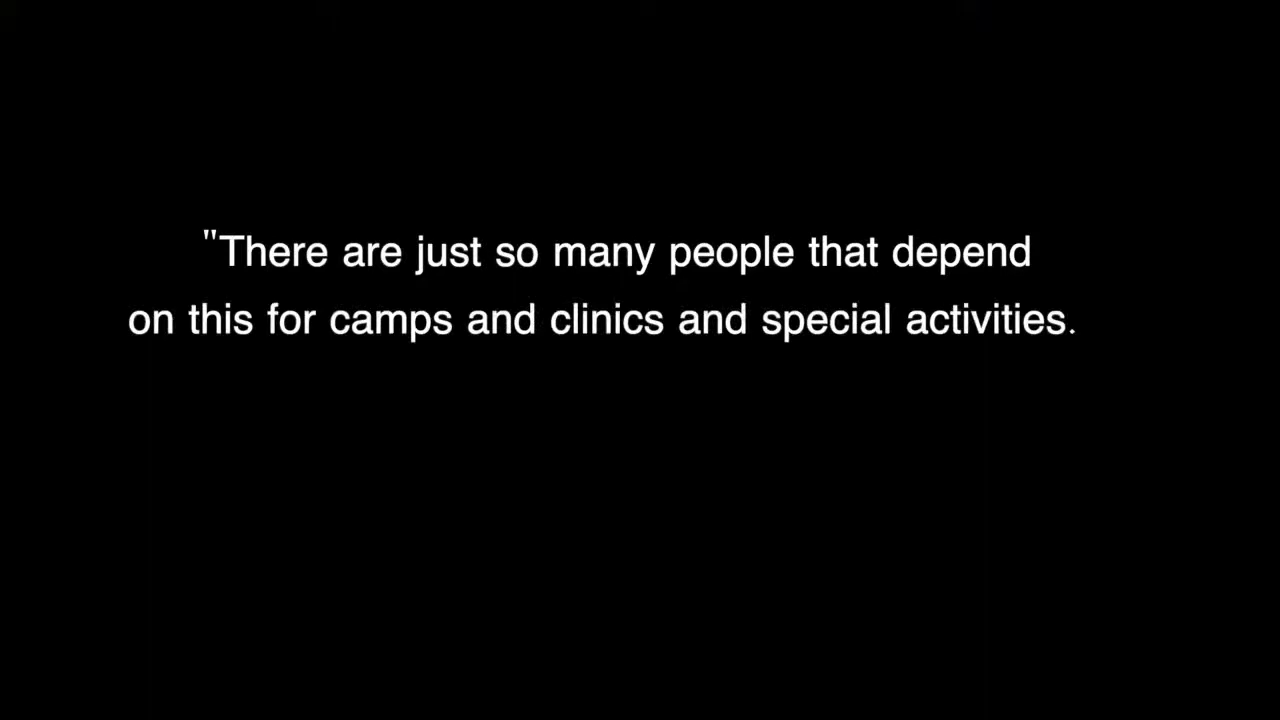 "There are just so many people that depend
on this for camps and clinics and special activities.